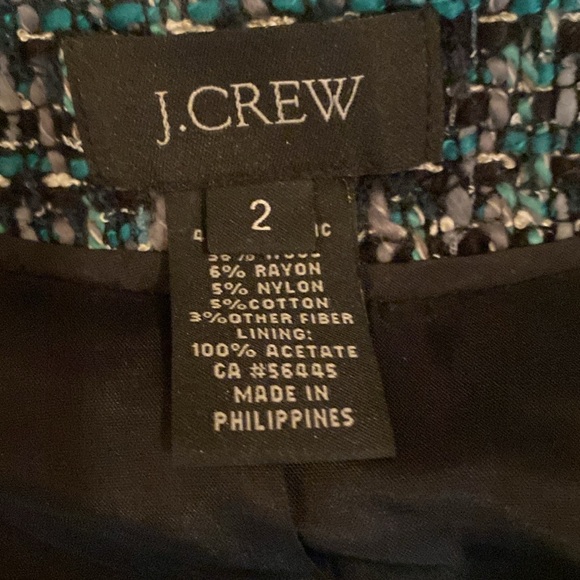 J.CREW
2
6% RAYON
5% NYLON
5%COTTON
3%OTHER FIBER
LINING:
100% ACETATE
CA #56445
MADE IN
PHILIPPINES